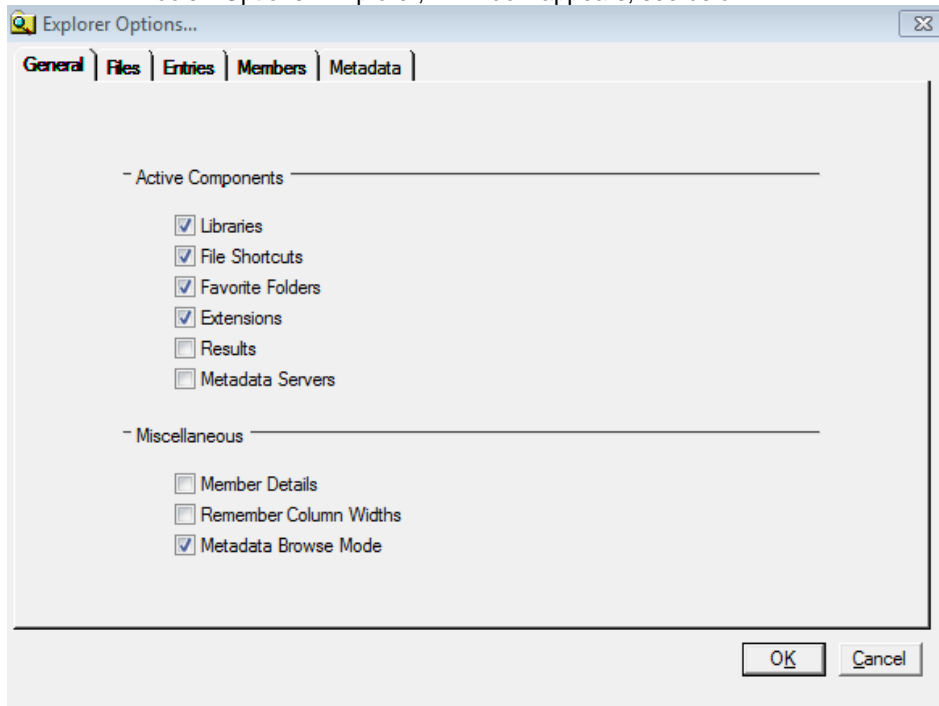 Explorer Options...
General Files Entries Members Metadata
Active Components
Libraries
File Shortcuts
Favorite Folders
Extensions
Results
Metadata Servers
Miscellaneous
Member Details
Remember Column Widths
Metadata Browse Mode
OK Cancel